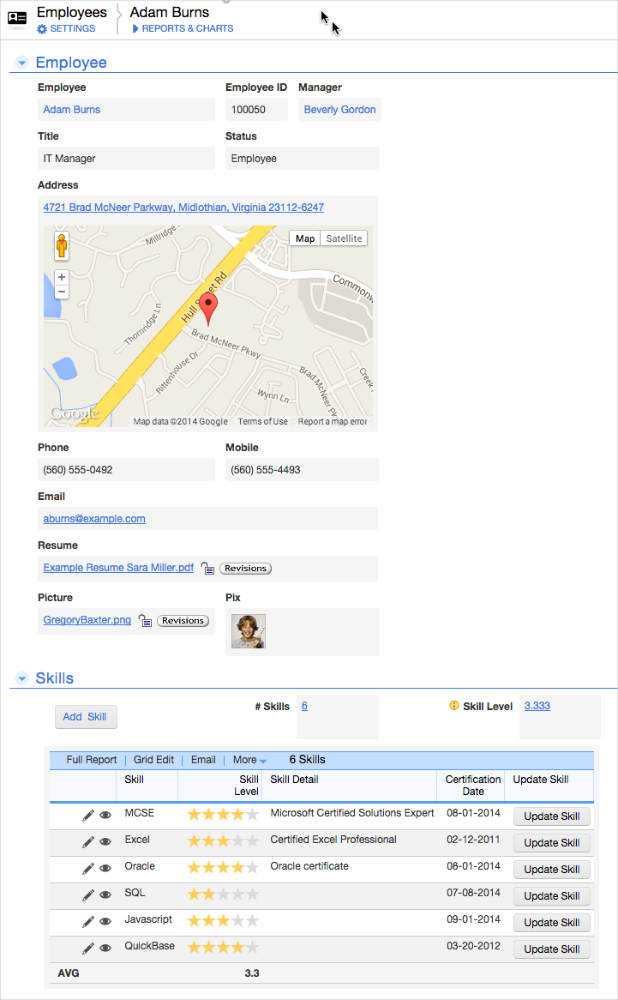 Employees
Adam Burns
SETTINGS
REPORTS & CHARTS
Employee
Employee Employee ID Manager
Adam Burns 100050 Beverly Gordon
Title Status
IT Manager Employee
Address
4721 Brad McNeer Parkway, Midlothian, Virginia 23112-6247
Map Satellite
Millridge
Commonw
Hull Rd
Thornridge Ln
Brad McNeer Pkwy
Rittenhouse Dr
Brad McNeer Pkwy
Creek
Wynn Ln
Google Map data ©2014 Google Terms of Use Report a map error
Phone Mobile
(560) 555-0492 (560) 555-4493
Email
aburns@example.com
Resume
Example Resume Sara Miller.pdf Revisions
Picture Pix
GregoryBaxter.png Revisions
Skills
Add Skill # Skills 6 Skill Level 3.333
Full Report | Grid Edit | Email | More 6 Skills
Skill Skill Level Skill Detail Certification Date Update Skill
MCSE Microsoft Certified Solutions Expert 08-01-2014 Update Skill
Excel Certified Excel Professional 02-12-2011 Update Skill
Oracle Oracle certificate 08-01-2014 Update Skill
SQL 07-08-2014 Update Skill
Javascript 09-01-2014 Update Skill
QuickBase 03-20-2012 Update Skill
AVG 3.3